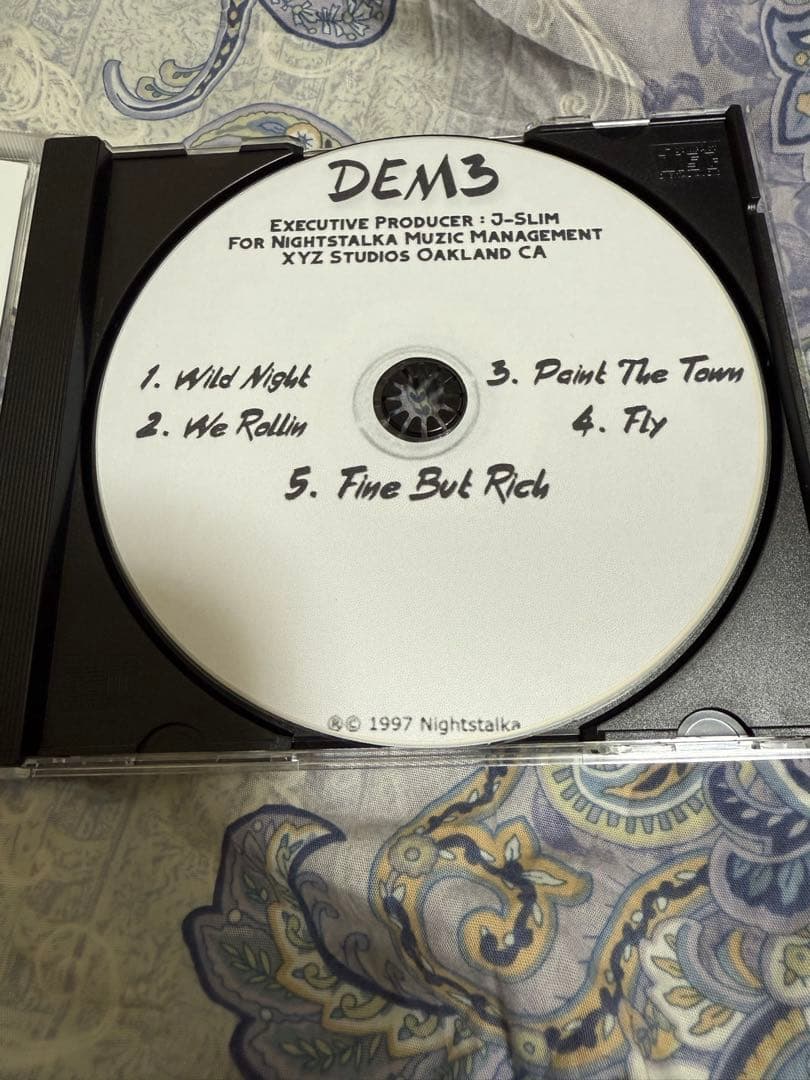 DEM3
EXECUTIVE PRODUCER : J-SLIM
FOR NIGHTSTALKA MUZIC MANAGEMENT
XYZ STUDIOS OAKLAND CA
1. Wild Night
2. We Rollin
3. Paint The Town
4. Fly
5. Fine But Rich
®© 1997 Nightstalka